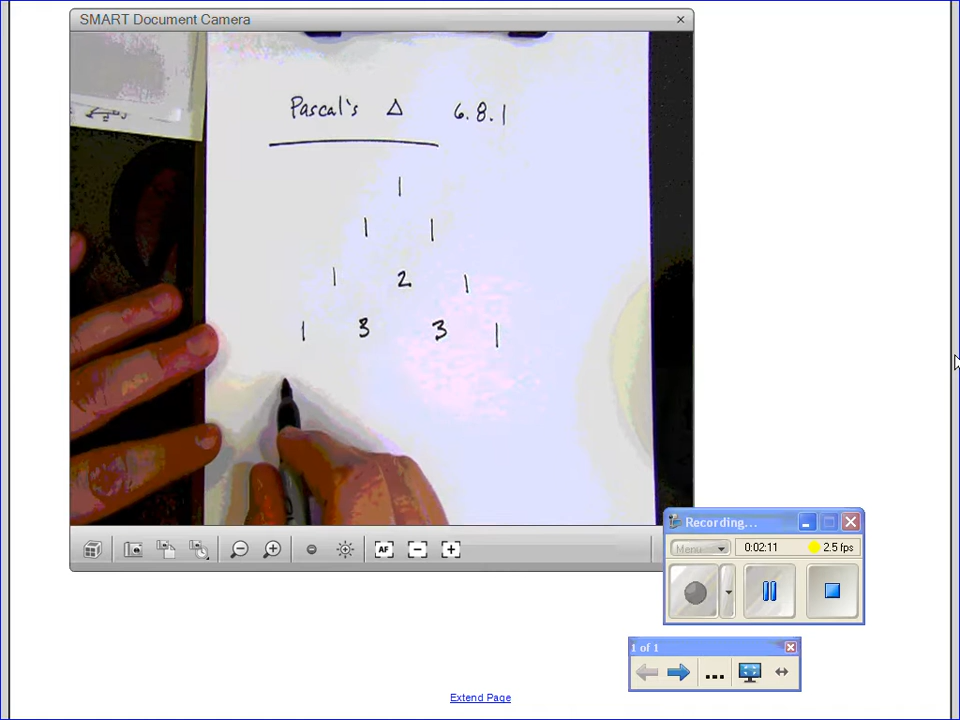 SMART Document Camera
Pascal's Δ 6.8.1
1
1 1
1 2 1
1 3 3 1
AF
Recording...
Menu
0:02:11 2.5 fps
1 of 1
...
Extend Page